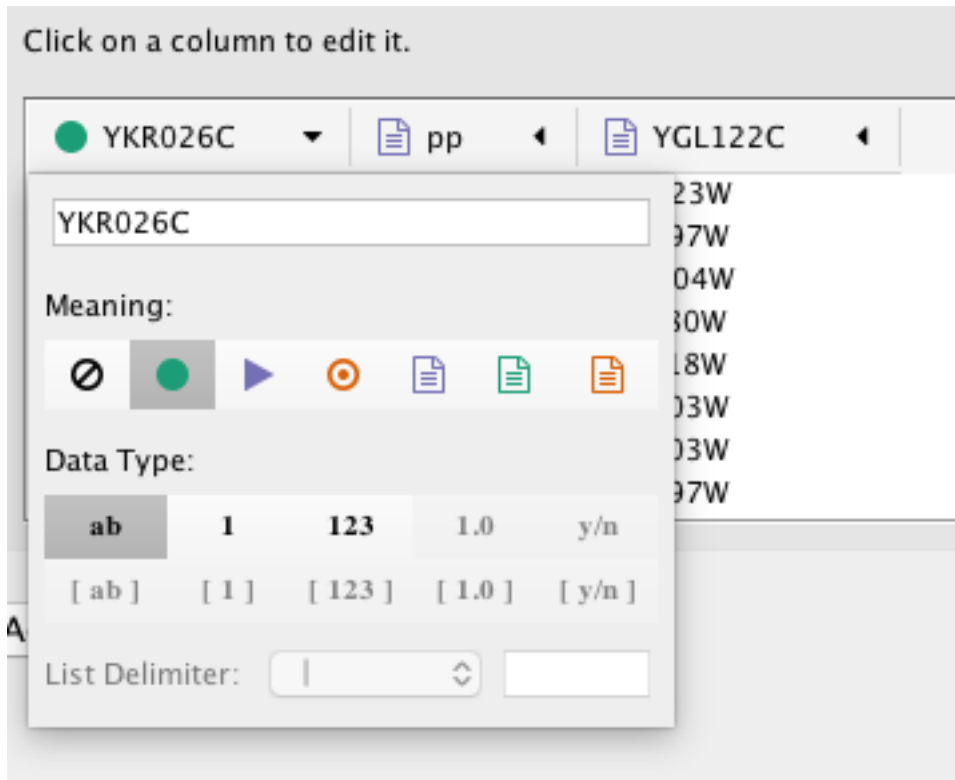 Click on a column to edit it.
YKR026C pp YGL122C
YKR026C
23W
97W
Meaning:
04W
30W
18W
03W
Data Type:
03W
ab 1 123 1.0 y/n
97W
[ ab ] [ 1 ] [ 123 ] [ 1.0 ] [ y/n ]
A
List Delimiter: |